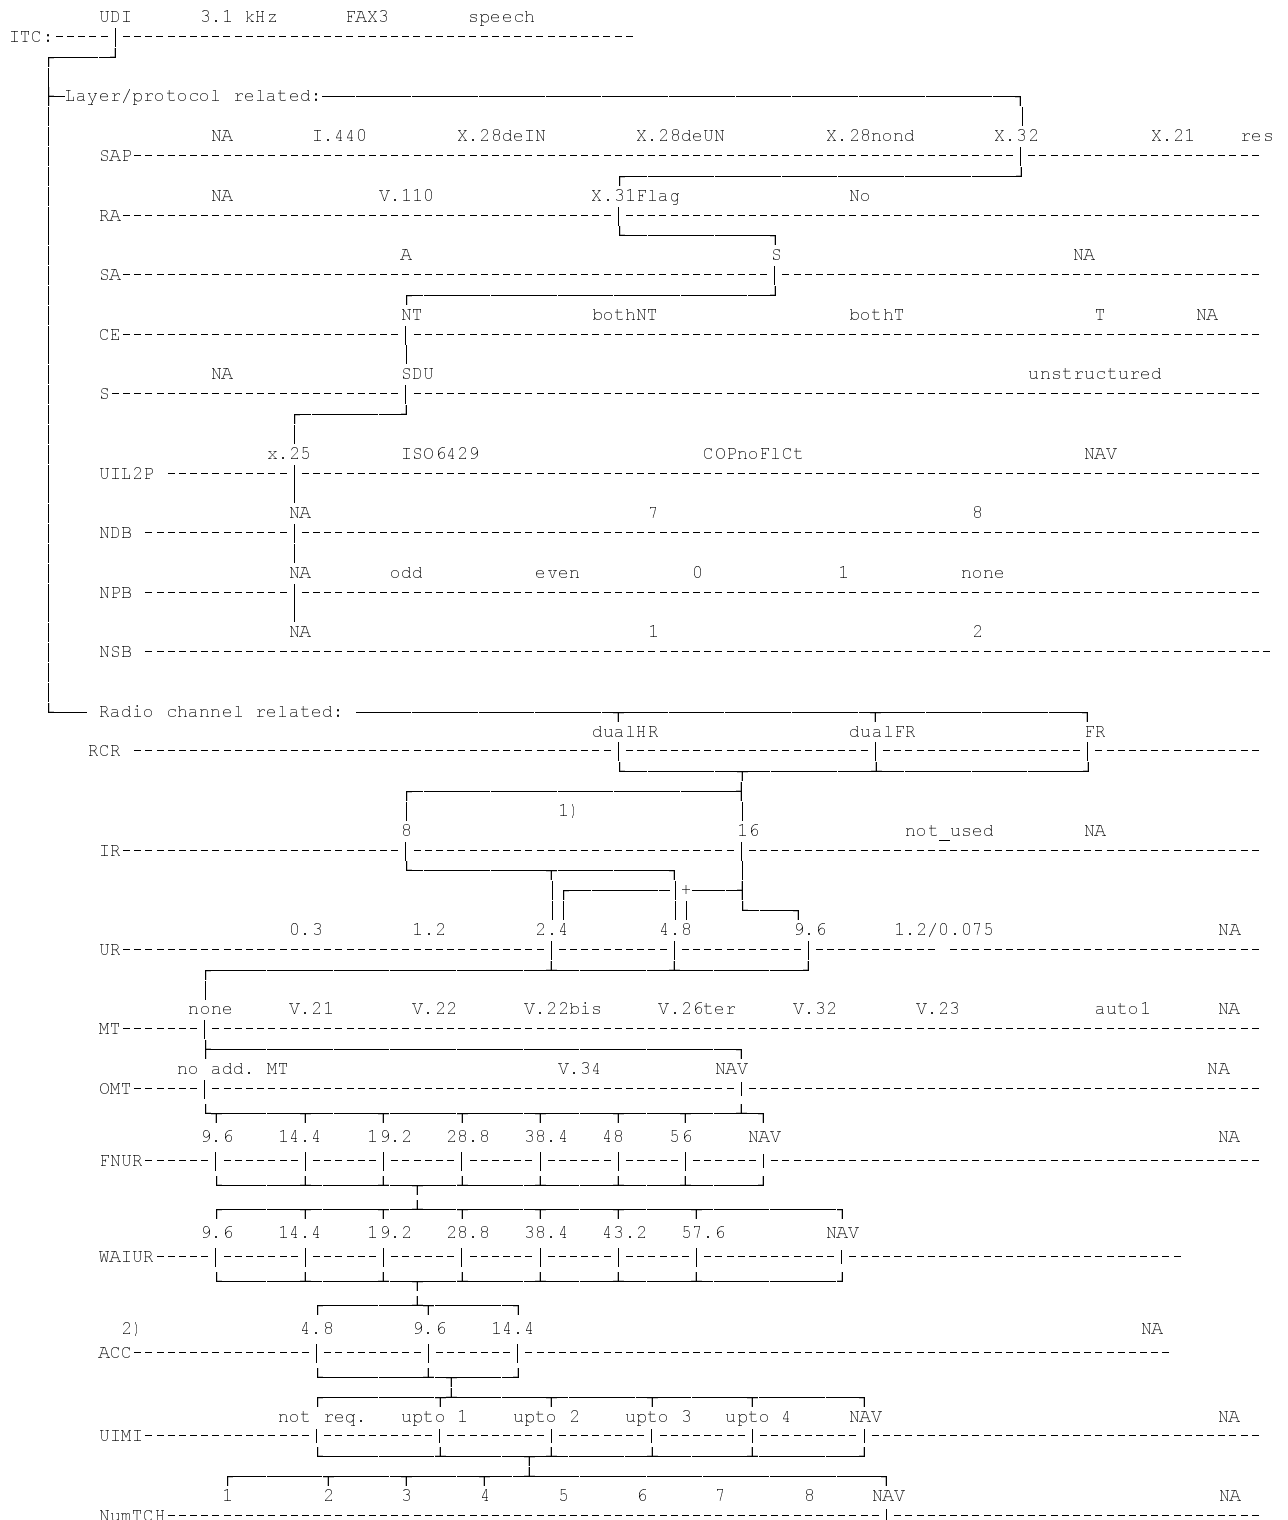 UDI 3.1 kHz FAX3 speech
ITC:
Layer/protocol related:
NA I.440 X.28deIN X.28deUN X.28nond X.32 X.21 res
SAP
NA V.110 X.31Flag No
RA
A S NA
SA
NT bothNT bothT T NA
CE
NA SDU unstructured
S
x.25 ISO6429 COPnoFlCt NAV
UIL2P
NA 7 8
NDB
NA odd even 0 1 none
NPB
NA 1 2
NSB
Radio channel related:
dualHR dualFR FR
RCR
1)
8 16 not_used NA
IR
+
0.3 1.2 2.4 4.8 9.6 1.2/0.075 NA
UR
none V.21 V.22 V.22bis V.26ter V.32 V.23 auto1 NA
MT
no add. MT V.34 NAV NA
OMT
9.6 14.4 19.2 28.8 38.4 48 56 NAV NA
FNUR
9.6 14.4 19.2 28.8 38.4 43.2 57.6 NAV
WAIUR
2) 4.8 9.6 14.4 NA
ACC
not req. upto 1 upto 2 upto 3 upto 4 NAV NA
UIMI
1 2 3 4 5 6 7 8 NAV NA
NumTCH